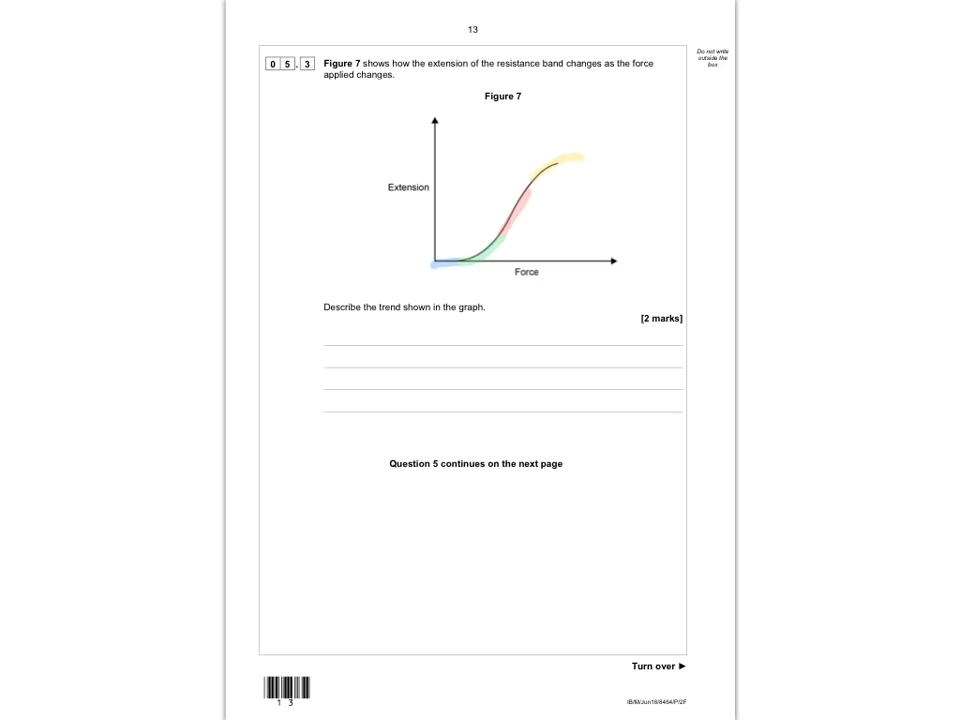 13
Do not write
outside the
box
0 5 . 3 Figure 7 shows how the extension of the resistance band changes as the force
applied changes.
Figure 7
Extension
Force
Describe the trend shown in the graph.
[2 marks]
Question 5 continues on the next page
Turn over ►
1 3
IB/M/Jun18/8464/P/2F